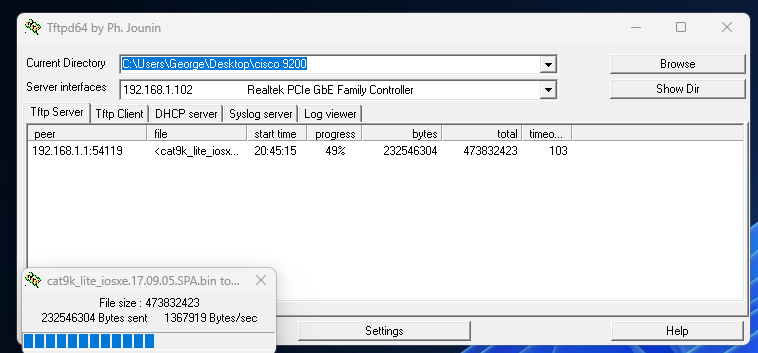 Tftpd64 by Ph. Jounin
Current Directory C:\Users\George\Desktop\cisco 9200 Browse
Server interfaces 192.168.1.102 Realtek PCIe GbE Family Controller Show Dir
Tftp Server Tftp Client DHCP server Syslog server Log viewer
peer file start time progress bytes total timeo...
192.168.1.1:54119 <cat9k_lite_iosx... 20:45:15 49% 232546304 473832423 103
cat9k_lite_iosxe.17.09.05.SPA.bin to...
File size : 473832423
232546304 Bytes sent 1367919 Bytes/sec
Settings Help